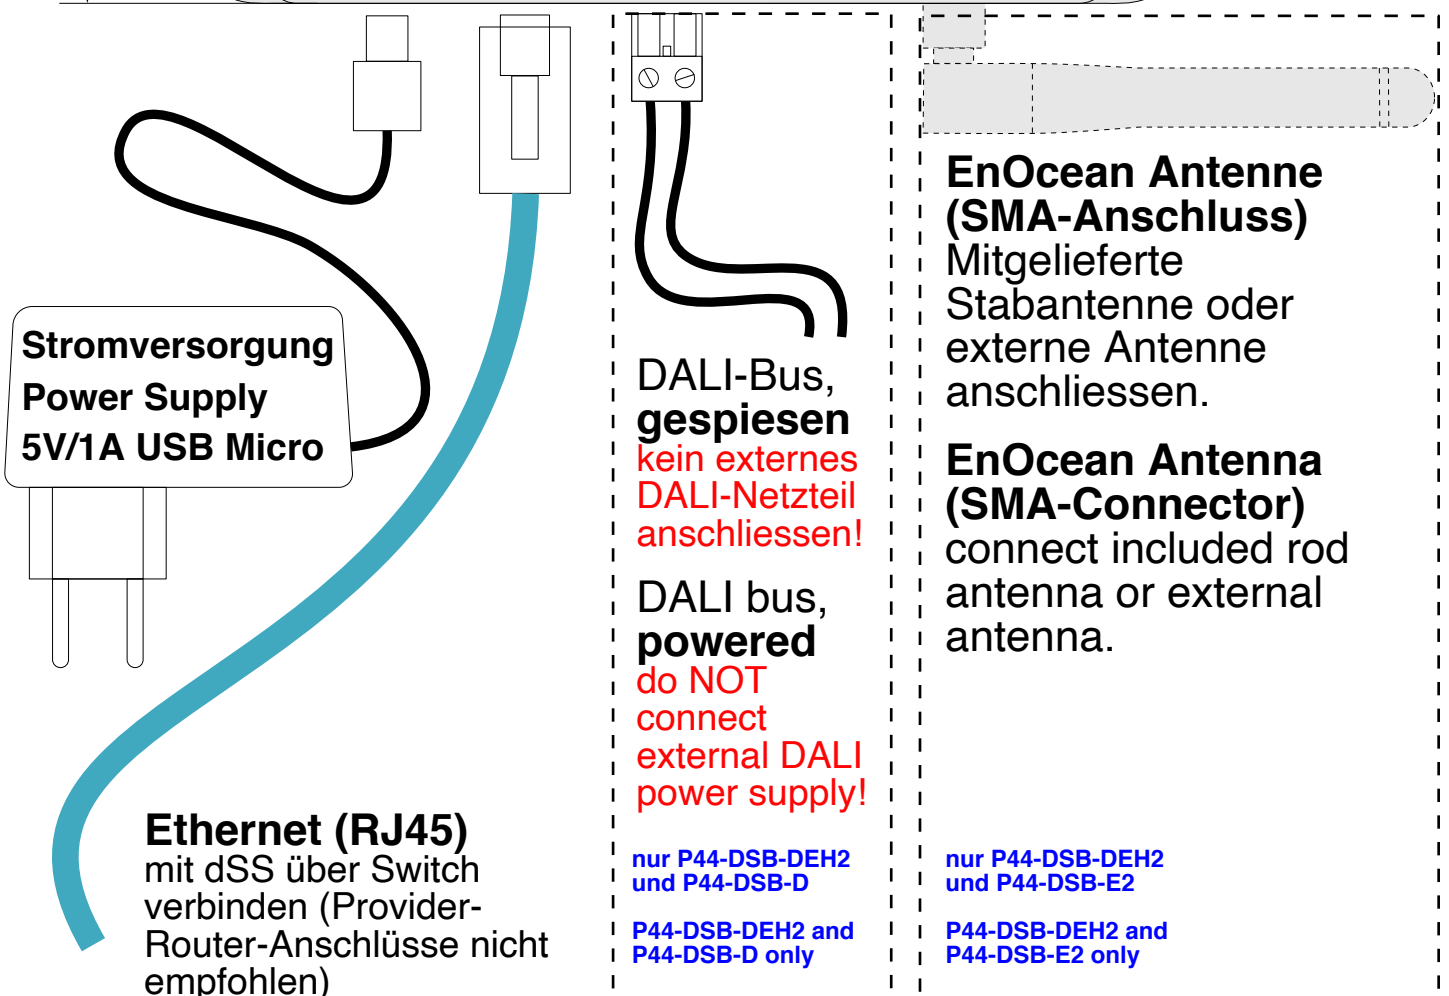 Stromversorgung
Power Supply
5V/1A USB Micro
Ethernet (RJ45)
mit dSS über Switch
verbinden (Provider-
Router-Anschlüsse nicht
empfohlen)
DALI-Bus,
gespiesen
kein externes
DALI-Netzteil
anschliessen!
DALI bus,
powered
do NOT
connect
external DALI
power supply!
nur P44-DSB-DEH2
und P44-DSB-D
P44-DSB-DEH2 and
P44-DSB-D only
EnOcean Antenne
(SMA-Anschluss)
Mitgelieferte
Stabantenne oder
externe Antenne
anschliessen.
EnOcean Antenna
(SMA-Connector)
connect included rod
antenna or external
antenna.
nur P44-DSB-DEH2
und P44-DSB-E2
P44-DSB-DEH2 and
P44-DSB-E2 only